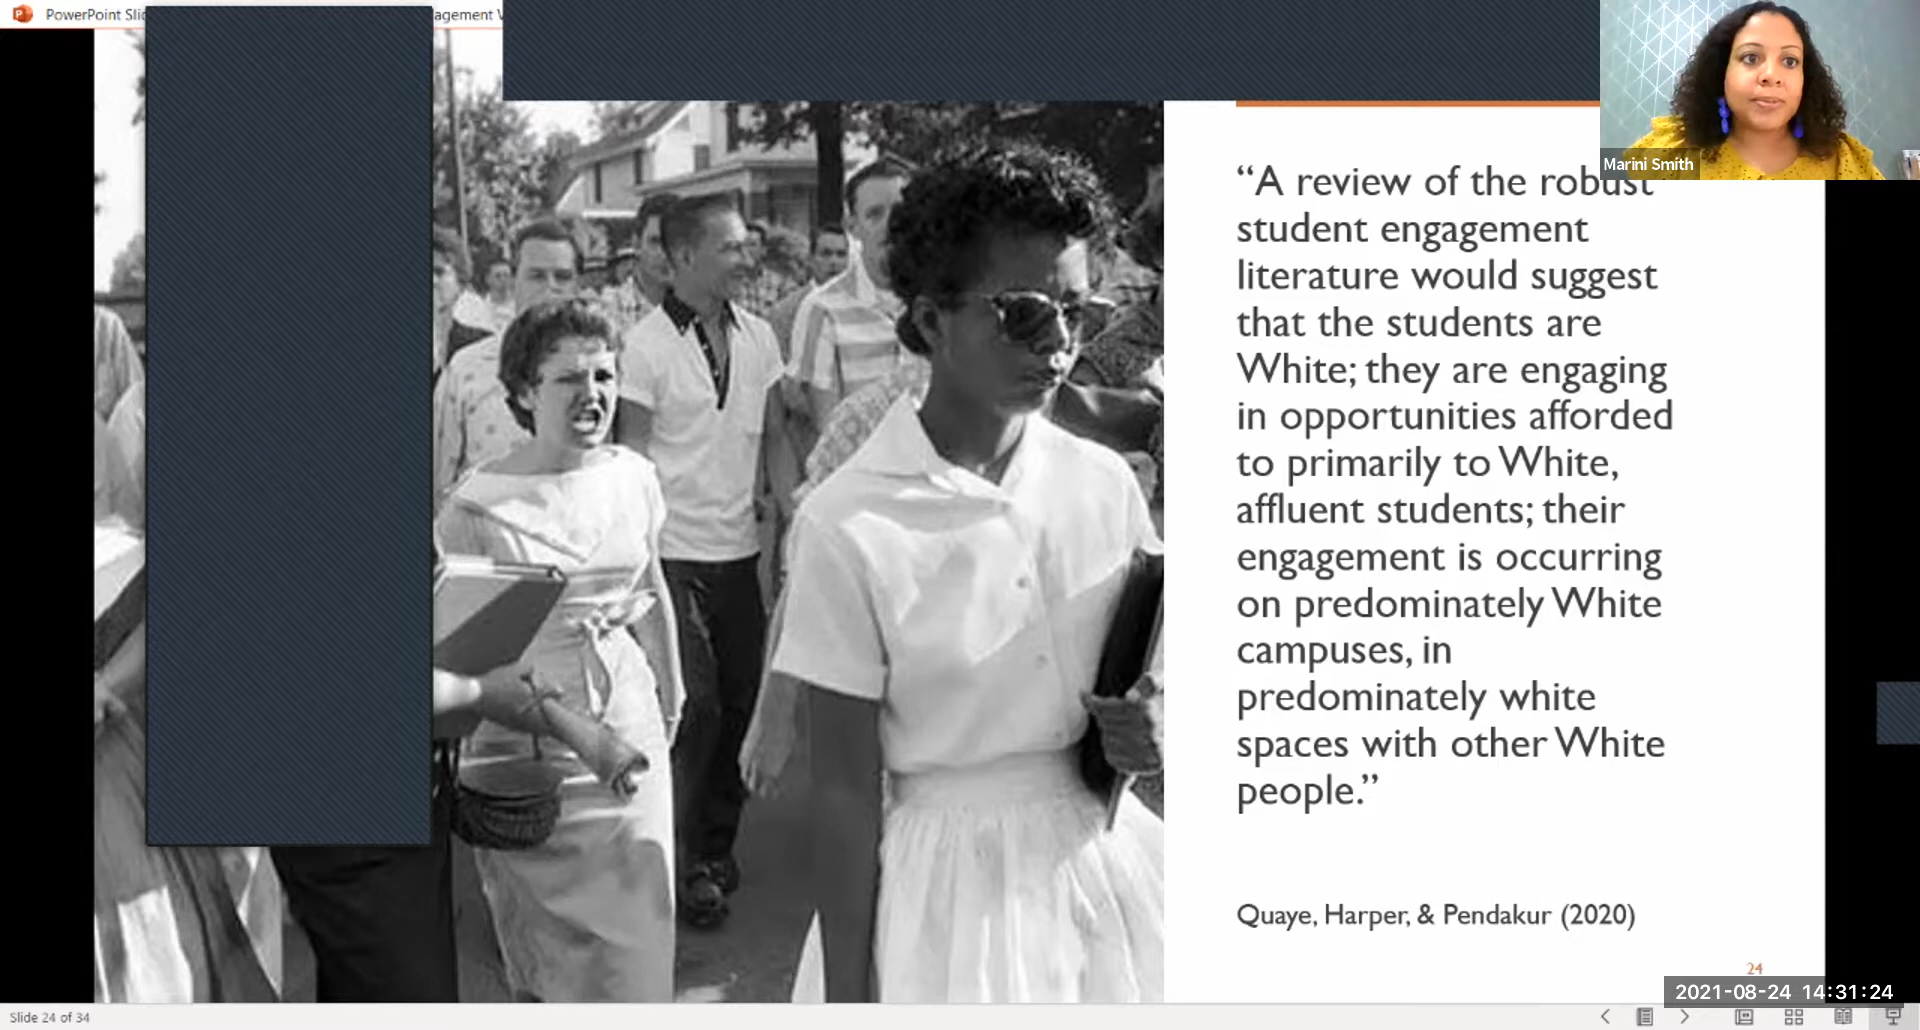 PowerPoint Slid
agement V
Marini Smith
“A review of the robust
student engagement
literature would suggest
that the students are
White; they are engaging
in opportunities afforded
to primarily to White,
affluent students; their
engagement is occurring
on predominately White
campuses, in
predominately white
spaces with other White
people.”
Quaye, Harper, & Pendakur (2020)
24
2021-08-24 14:31:24
Slide 24 of 34